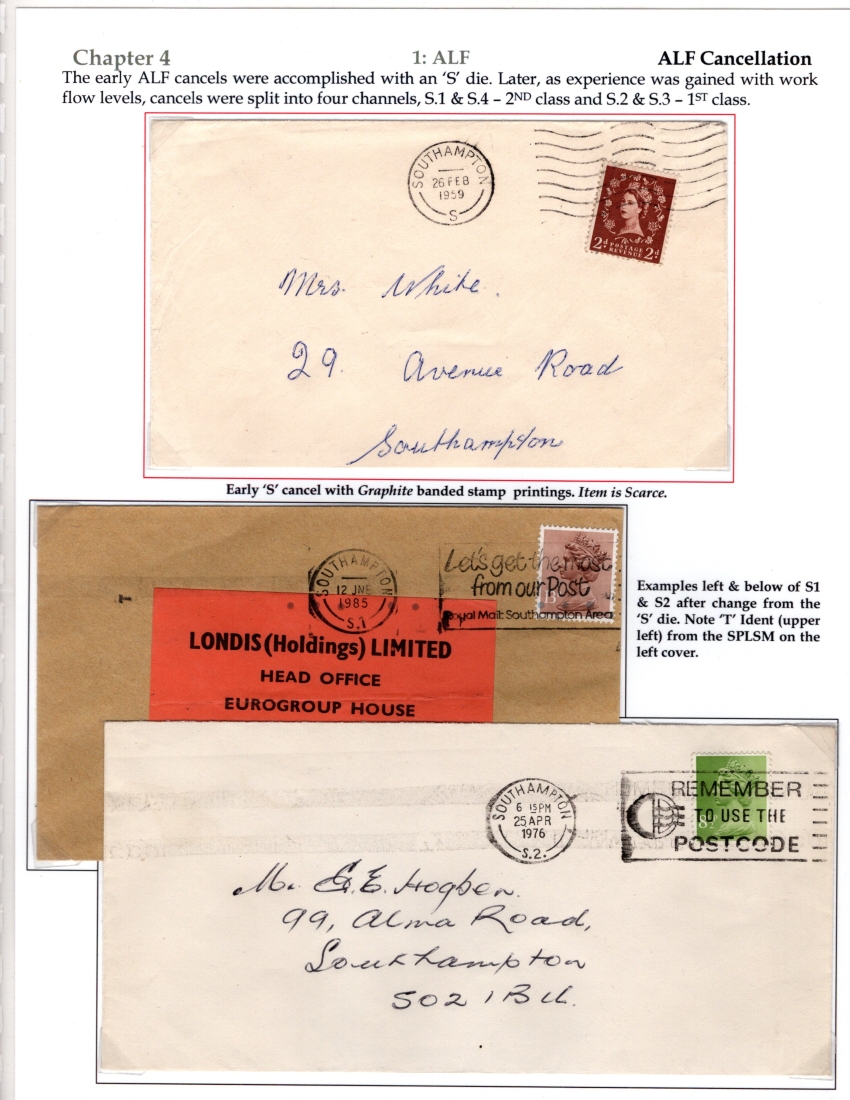 Chapter 4 1: ALF ALF Cancellation
The early ALF cancels were accomplished with an ‘S’ die. Later, as experience was gained with work
flow levels, cancels were split into four channels, S.1 & S.4 – 2ND class and S.2 & S.3 – 1ST class.
SOUTHAMPTON
26 FEB
1959
S
2d POSTAGE REVENUE 2d
Mrs. White.
29. Avenue Road
Southampton
Early ‘S’ cancel with Graphite banded stamp printings. Item is Scarce.
SOUTHAMPTON
12 JNE
1985
S.1
Let's get the most
from our Post
Royal Mail: Southampton Area
T
LONDIS (Holdings) LIMITED
HEAD OFFICE
EUROGROUP HOUSE
Examples left & below of S1
& S2 after change from the
‘S’ die. Note ‘T’ Ident (upper
left) from the SPLSM on the
left cover.
SOUTHAMPTON
6 15PM
25 APR
1976
S.2.
REMEMBER
TO USE THE
POSTCODE
Mr. G.E. Hogben.
99, Alma Road,
Southampton
SO2 1BU.